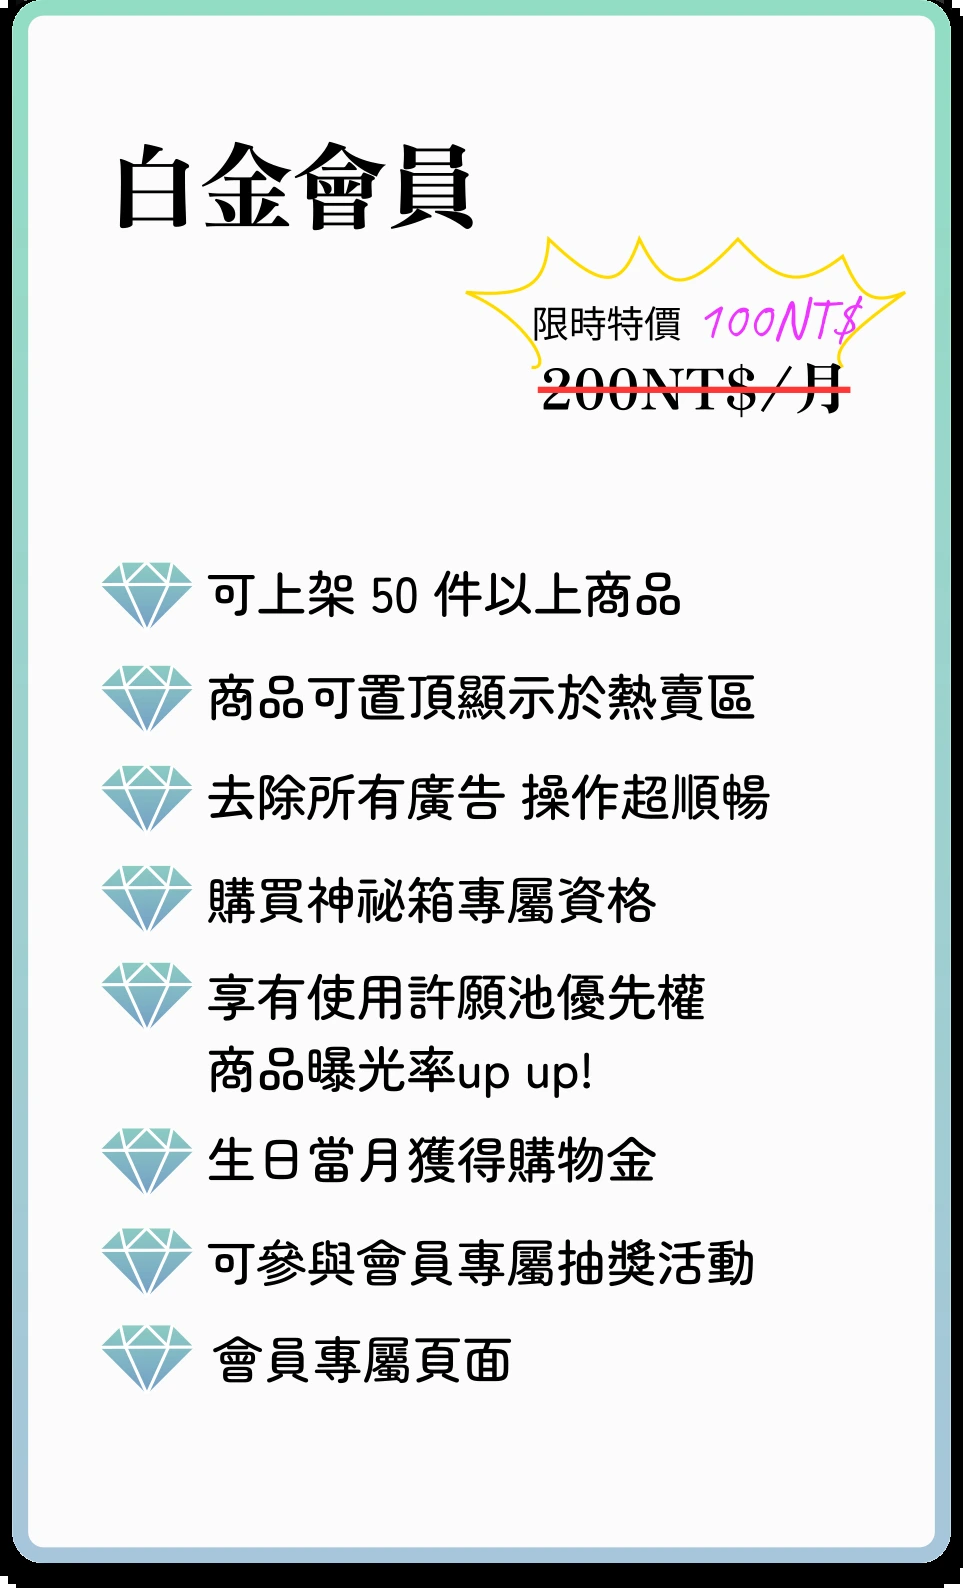 白金會員
限時特價 100NT$
200NT$/月
可上架 50 件以上商品
商品可置頂顯示於熱賣區
去除所有廣告 操作超順暢
購買神祕箱專屬資格
享有使用許願池優先權
商品曝光率up up!
生日當月獲得購物金
可參與會員專屬抽獎活動
會員專屬頁面